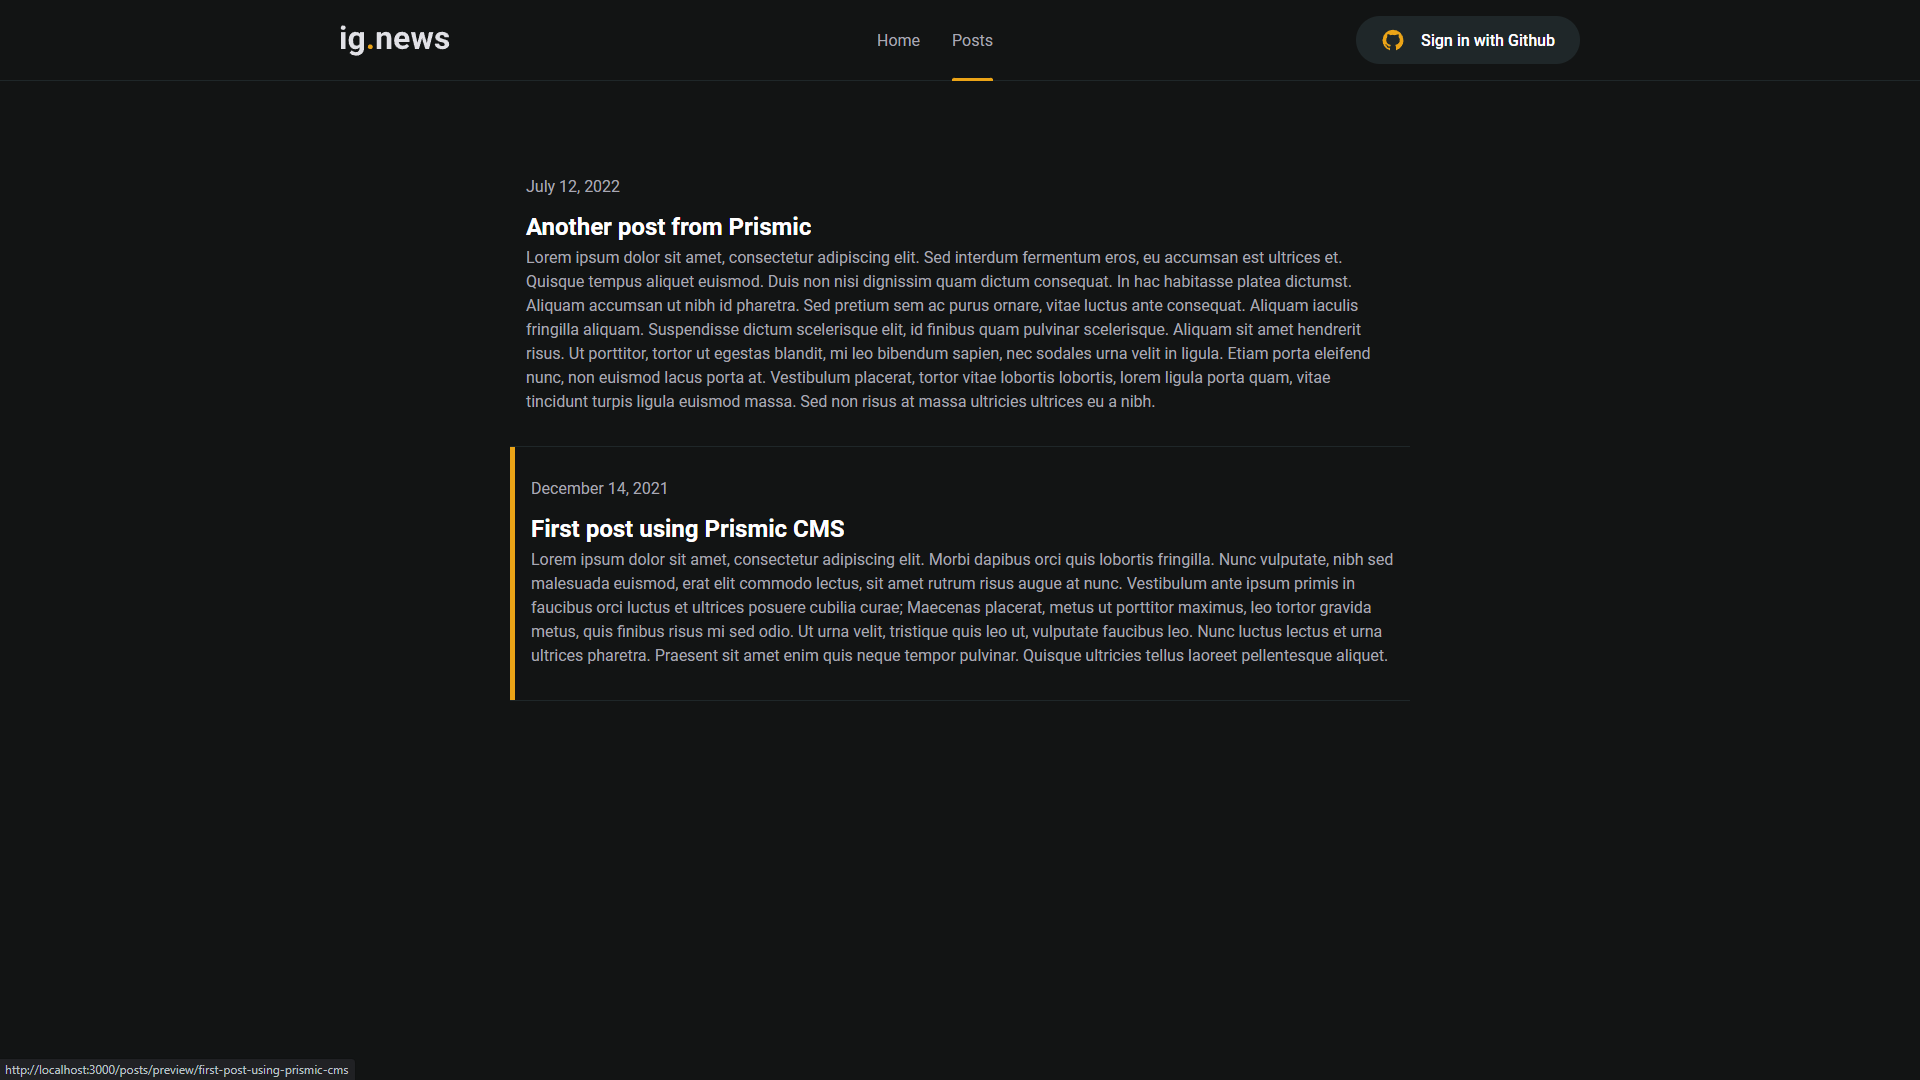 ig.news
Home
Posts
Sign in with Github
July 12, 2022
Another post from Prismic
Lorem ipsum dolor sit amet, consectetur adipiscing elit. Sed interdum fermentum eros, eu accumsan est ultrices et.
Quisque tempus aliquet euismod. Duis non nisi dignissim quam dictum consequat. In hac habitasse platea dictumst.
Aliquam accumsan ut nibh id pharetra. Sed pretium sem ac purus ornare, vitae luctus ante consequat. Aliquam iaculis
fringilla aliquam. Suspendisse dictum scelerisque elit, id finibus quam pulvinar scelerisque. Aliquam sit amet hendrerit
risus. Ut porttitor, tortor ut egestas blandit, mi leo bibendum sapien, nec sodales urna velit in ligula. Etiam porta eleifend
nunc, non euismod lacus porta at. Vestibulum placerat, tortor vitae lobortis lobortis, lorem ligula porta quam, vitae
tincidunt turpis ligula euismod massa. Sed non risus at massa ultricies ultrices eu a nibh.
December 14, 2021
First post using Prismic CMS
Lorem ipsum dolor sit amet, consectetur adipiscing elit. Morbi dapibus orci quis lobortis fringilla. Nunc vulputate, nibh sed
malesuada euismod, erat elit commodo lectus, sit amet rutrum risus augue at nunc. Vestibulum ante ipsum primis in
faucibus orci luctus et ultrices posuere cubilia curae; Maecenas placerat, metus ut porttitor maximus, leo tortor gravida
metus, quis finibus risus mi sed odio. Ut urna velit, tristique quis leo ut, vulputate faucibus leo. Nunc luctus lectus et urna
ultrices pharetra. Praesent sit amet enim quis neque tempor pulvinar. Quisque ultricies tellus laoreet pellentesque aliquet.
http://localhost:3000/posts/preview/first-post-using-prismic-cms